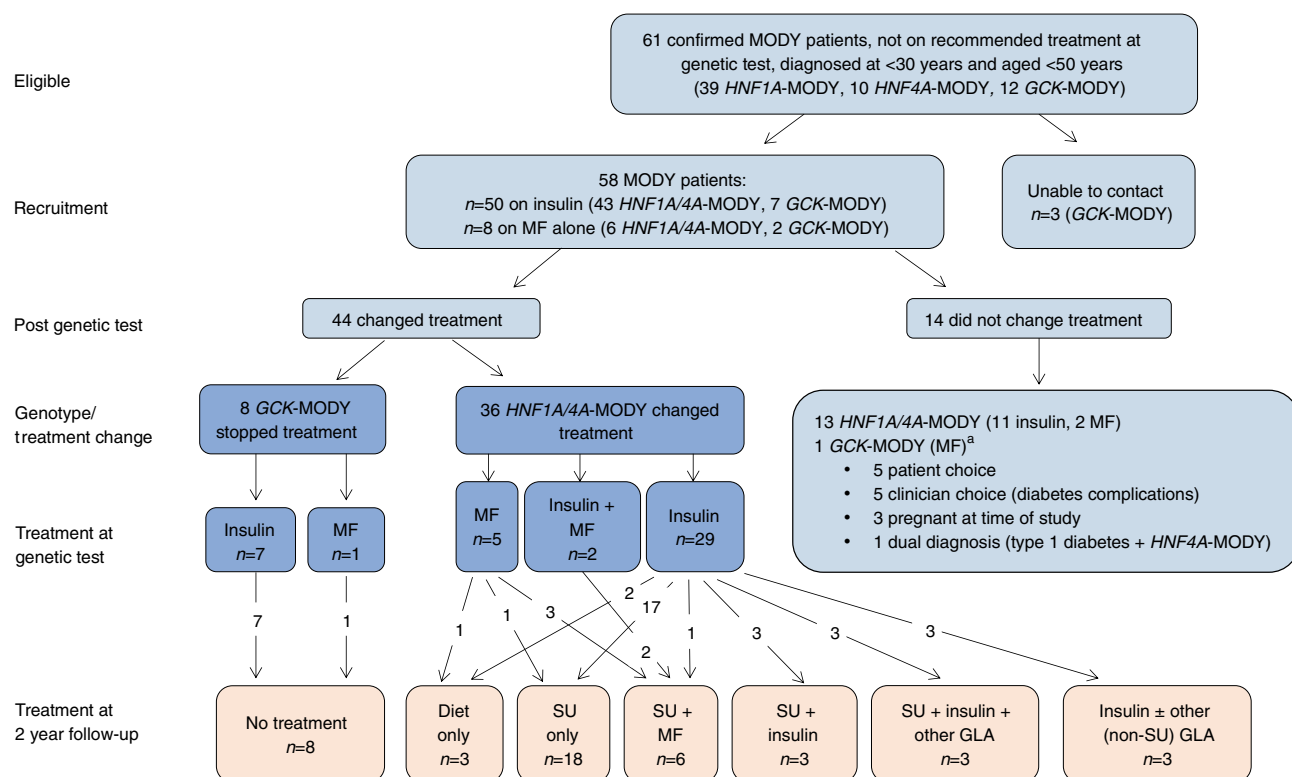 Eligible
61 confirmed MODY patients, not on recommended treatment at
genetic test, diagnosed at <30 years and aged <50 years
(39 HNF1A-MODY, 10 HNF4A-MODY, 12 GCK-MODY)
Recruitment
58 MODY patients:
n=50 on insulin (43 HNF1A/4A-MODY, 7 GCK-MODY)
n=8 on MF alone (6 HNF1A/4A-MODY, 2 GCK-MODY)
Unable to contact
n=3 (GCK-MODY)
Post genetic test
44 changed treatment
14 did not change treatment
Genotype/
treatment change
8 GCK-MODY
stopped treatment
36 HNF1A/4A-MODY changed
treatment
13 HNF1A/4A-MODY (11 insulin, 2 MF)
1 GCK-MODY (MF)a
• 5 patient choice
• 5 clinician choice (diabetes complications)
• 3 pregnant at time of study
• 1 dual diagnosis (type 1 diabetes + HNF4A-MODY)
Treatment at
genetic test
Insulin
n=7
MF
n=1
MF
n=5
Insulin +
MF
n=2
Insulin
n=29
7
1
1
1
3
2
2
17
1
3
3
3
Treatment at
2 year follow-up
No treatment
n=8
Diet
only
n=3
SU
only
n=18
SU +
MF
n=6
SU +
insulin
n=3
SU + insulin +
other GLA
n=3
Insulin ± other
(non-SU) GLA
n=3